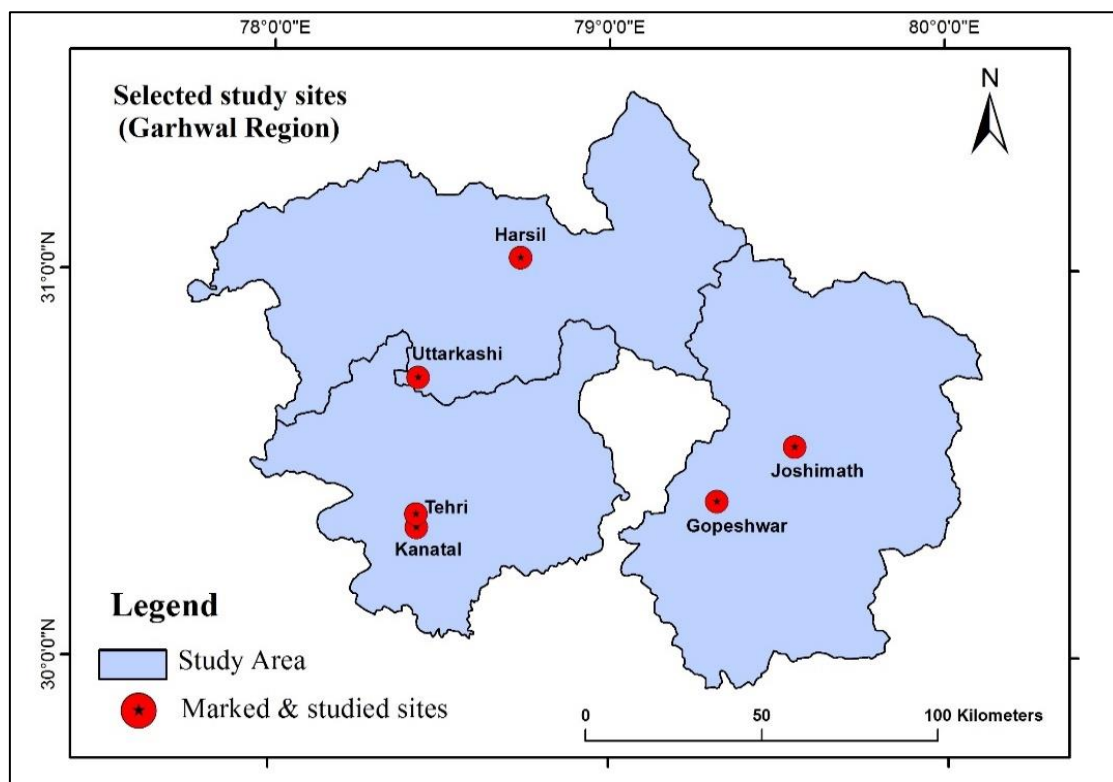 78°0'0"E 79°0'0"E 80°0'0"E
Selected study sites
(Garhwal Region)
N
31°0'0"N
30°0'0"N
Harsil
Uttarkashi
Joshimath
Gopeshwar
Tehri
Kanatal
Legend
Study Area
Marked & studied sites
0 50 100 Kilometers